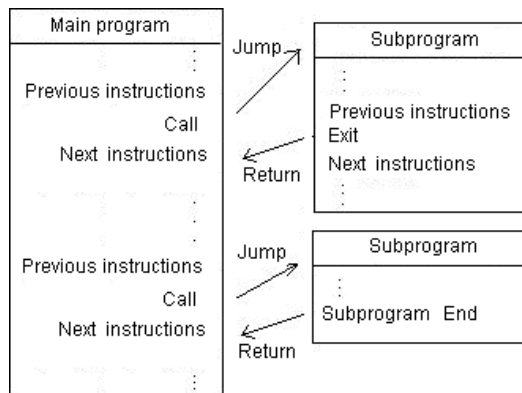 Main program
Previous instructions
Call
Next instructions
Previous instructions
Call
Next instructions
Jump
Return
Subprogram
Previous instructions
Exit
Next instructions
Jump
Return
Subprogram
Subprogram End